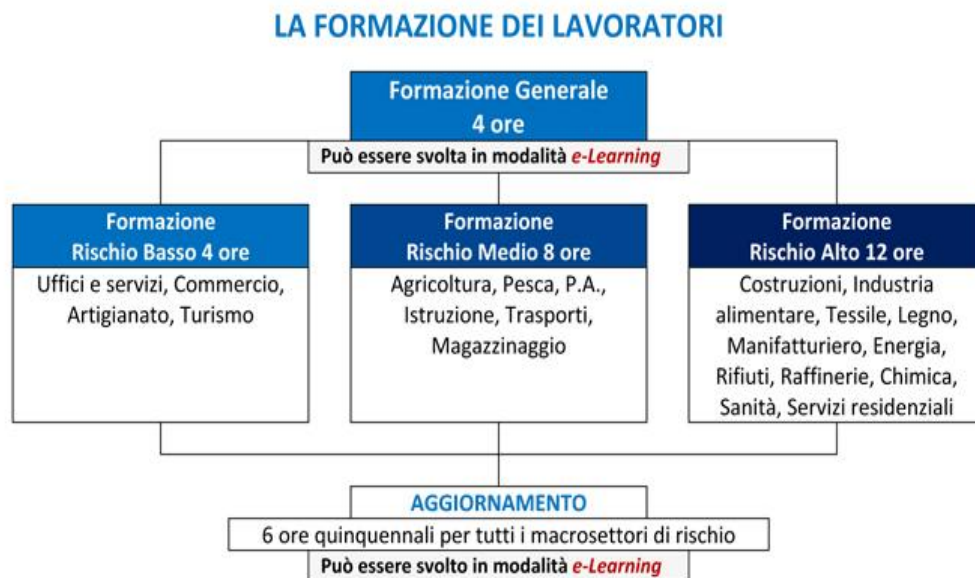 LA FORMAZIONE DEI LAVORATORI
Formazione Generale
4 ore
Può essere svolta in modalità e-Learning
Formazione
Rischio Basso 4 ore
Uffici e servizi, Commercio,
Artigianato, Turismo
Formazione
Rischio Medio 8 ore
Agricoltura, Pesca, P.A.,
Istruzione, Trasporti,
Magazzinaggio
Formazione
Rischio Alto 12 ore
Costruzioni, Industria
alimentare, Tessile, Legno,
Manifatturiero, Energia,
Rifiuti, Raffinerie, Chimica,
Sanità, Servizi residenziali
AGGIORNAMENTO
6 ore quinquennali per tutti i macrosettori di rischio
Può essere svolto in modalità e-Learning